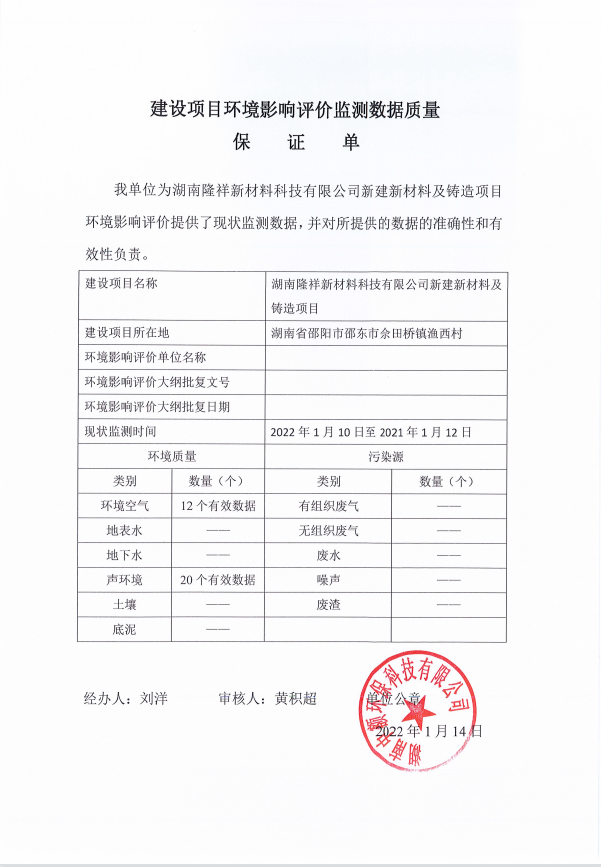 建设项目环境影响评价监测数据质量
保 证 单
我单位为湖南隆祥新材料科技有限公司新建新材料及铸造项目
环境影响评价提供了现状监测数据，并对所提供的数据的准确性和有
效性负责。
建设项目名称 湖南隆祥新材料科技有限公司新建新材料及
铸造项目
建设项目所在地 湖南省邵阳市邵东市佘田桥镇渔西村
环境影响评价单位名称
环境影响评价大纲批复文号
环境影响评价大纲批复日期
现状监测时间 2022 年 1 月 10 日至 2021 年 1 月 12 日
环境质量 污染源
类别 数量（个） 类别 数量（个）
环境空气 12 个有效数据 有组织废气 ——
地表水 —— 无组织废气 ——
地下水 —— 废水 ——
声环境 20 个有效数据 噪声 ——
土壤 —— 废渣 ——
底泥 ——
经办人：刘洋 审核人：黄积超 单位公章
2022 年 1 月 14 日
湖南中额环保科技有限公司